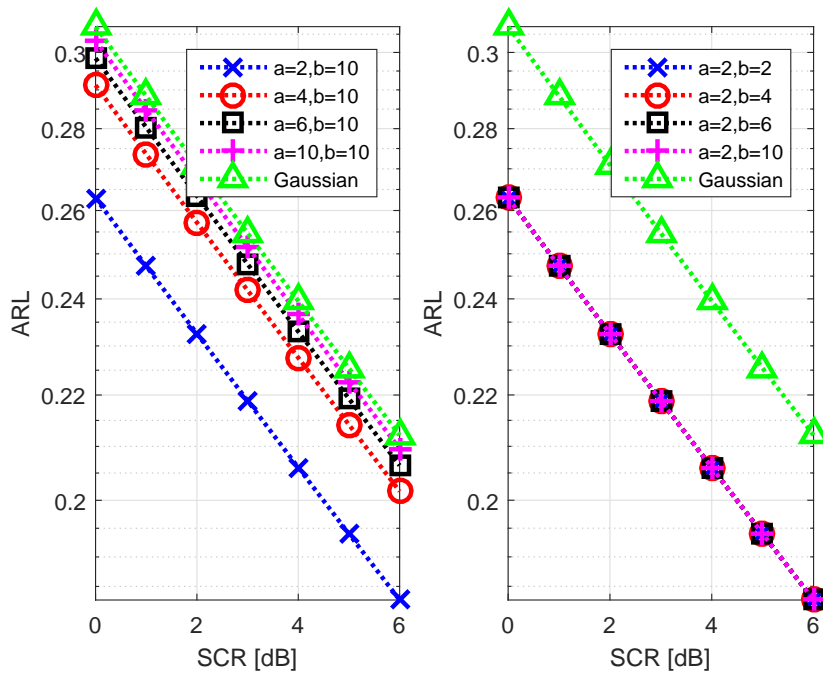 0.3
0.28
0.26
0.24
0.22
0.2
ARL
0
2
4
6
SCR [dB]
a=2,b=10
a=4,b=10
a=6,b=10
a=10,b=10
Gaussian
0.3
0.28
0.26
0.24
0.22
0.2
ARL
0
2
4
6
SCR [dB]
a=2,b=2
a=2,b=4
a=2,b=6
a=2,b=10
Gaussian